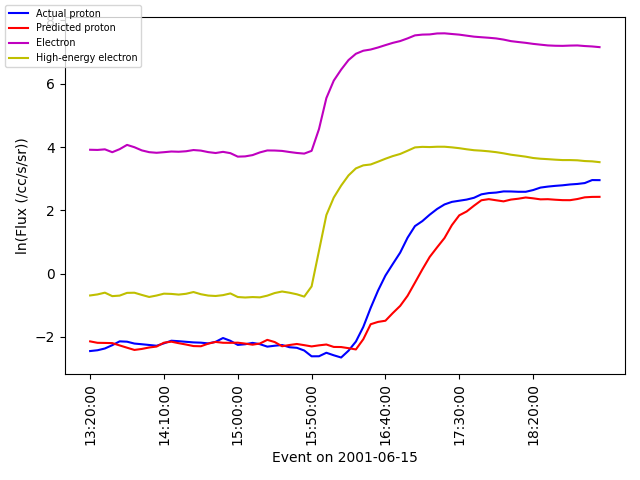 Actual proton
Predicted proton
Electron
High-energy electron
8
6
4
2
0
−2
ln(Flux (/cc/s/sr))
13:20:00
14:10:00
15:00:00
15:50:00
16:40:00
17:30:00
18:20:00
Event on 2001-06-15